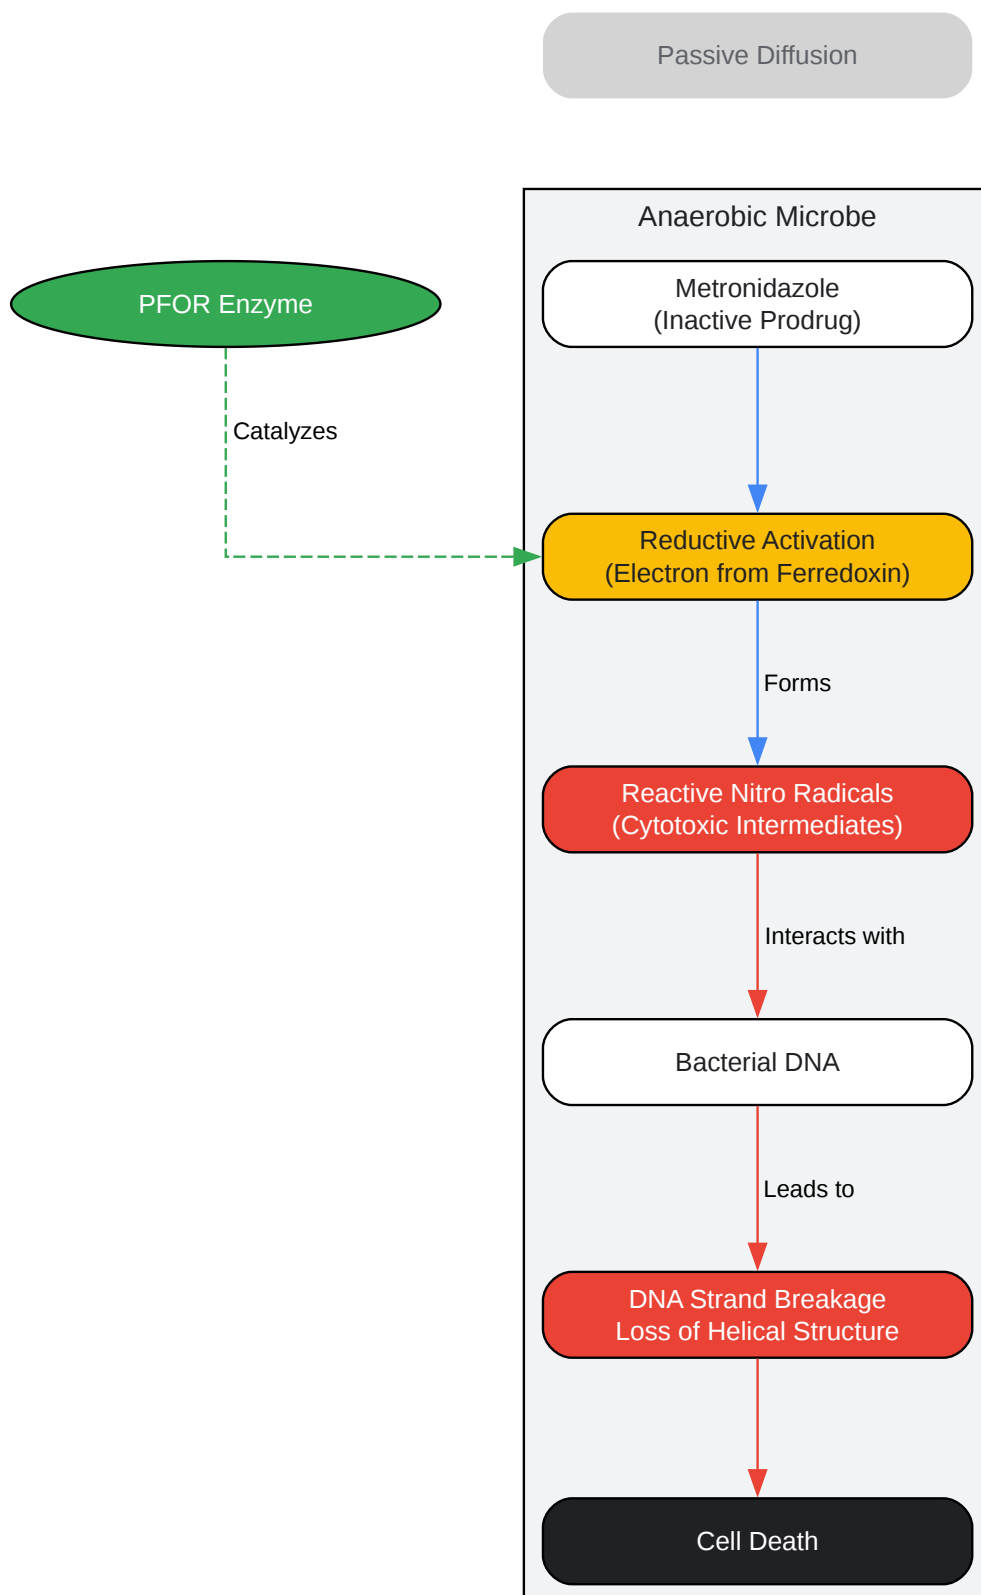 Passive Diffusion
Anaerobic Microbe
PFOR Enzyme
Metronidazole
(Inactive Prodrug)
Catalyzes
Reductive Activation
(Electron from Ferredoxin)
Forms
Reactive Nitro Radicals
(Cytotoxic Intermediates)
Interacts with
Bacterial DNA
Leads to
DNA Strand Breakage
Loss of Helical Structure
Cell Death